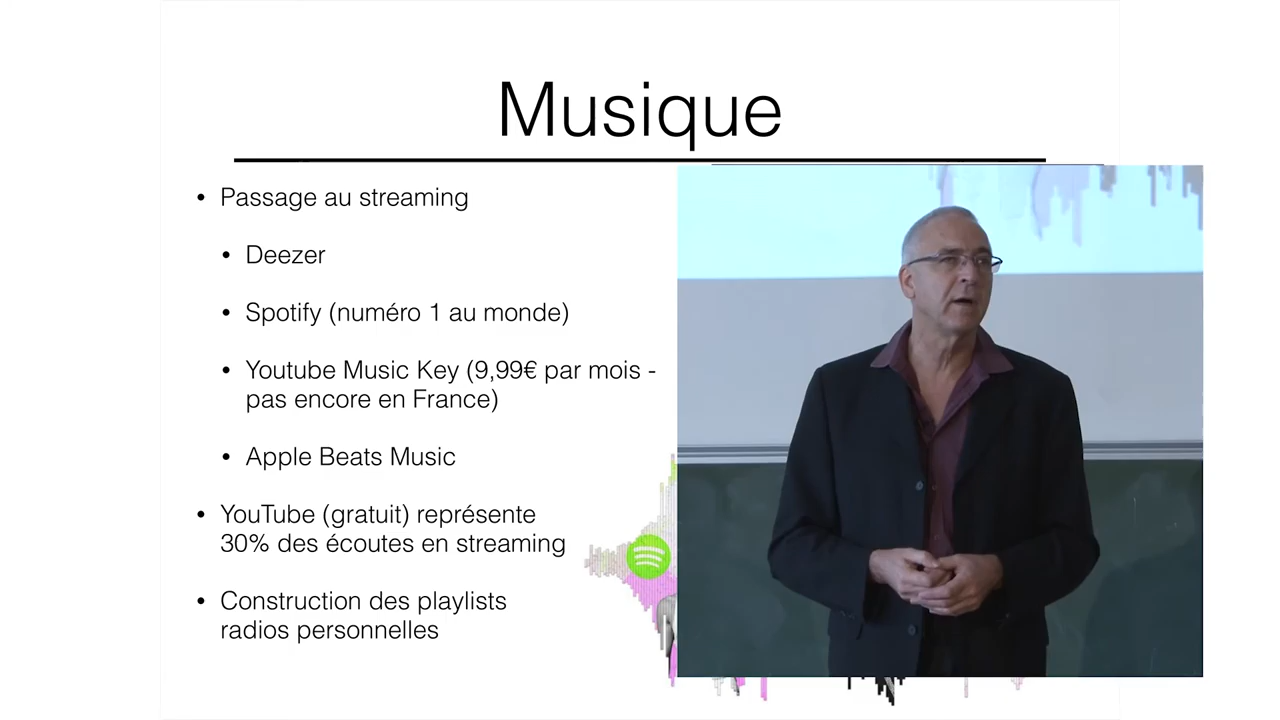 Musique
• Passage au streaming
• Deezer
• Spotify (numéro 1 au monde)
• Youtube Music Key (9,99€ par mois -
pas encore en France)
• Apple Beats Music
• YouTube (gratuit) représente
30% des écoutes en streaming
• Construction des playlists
radios personnelles